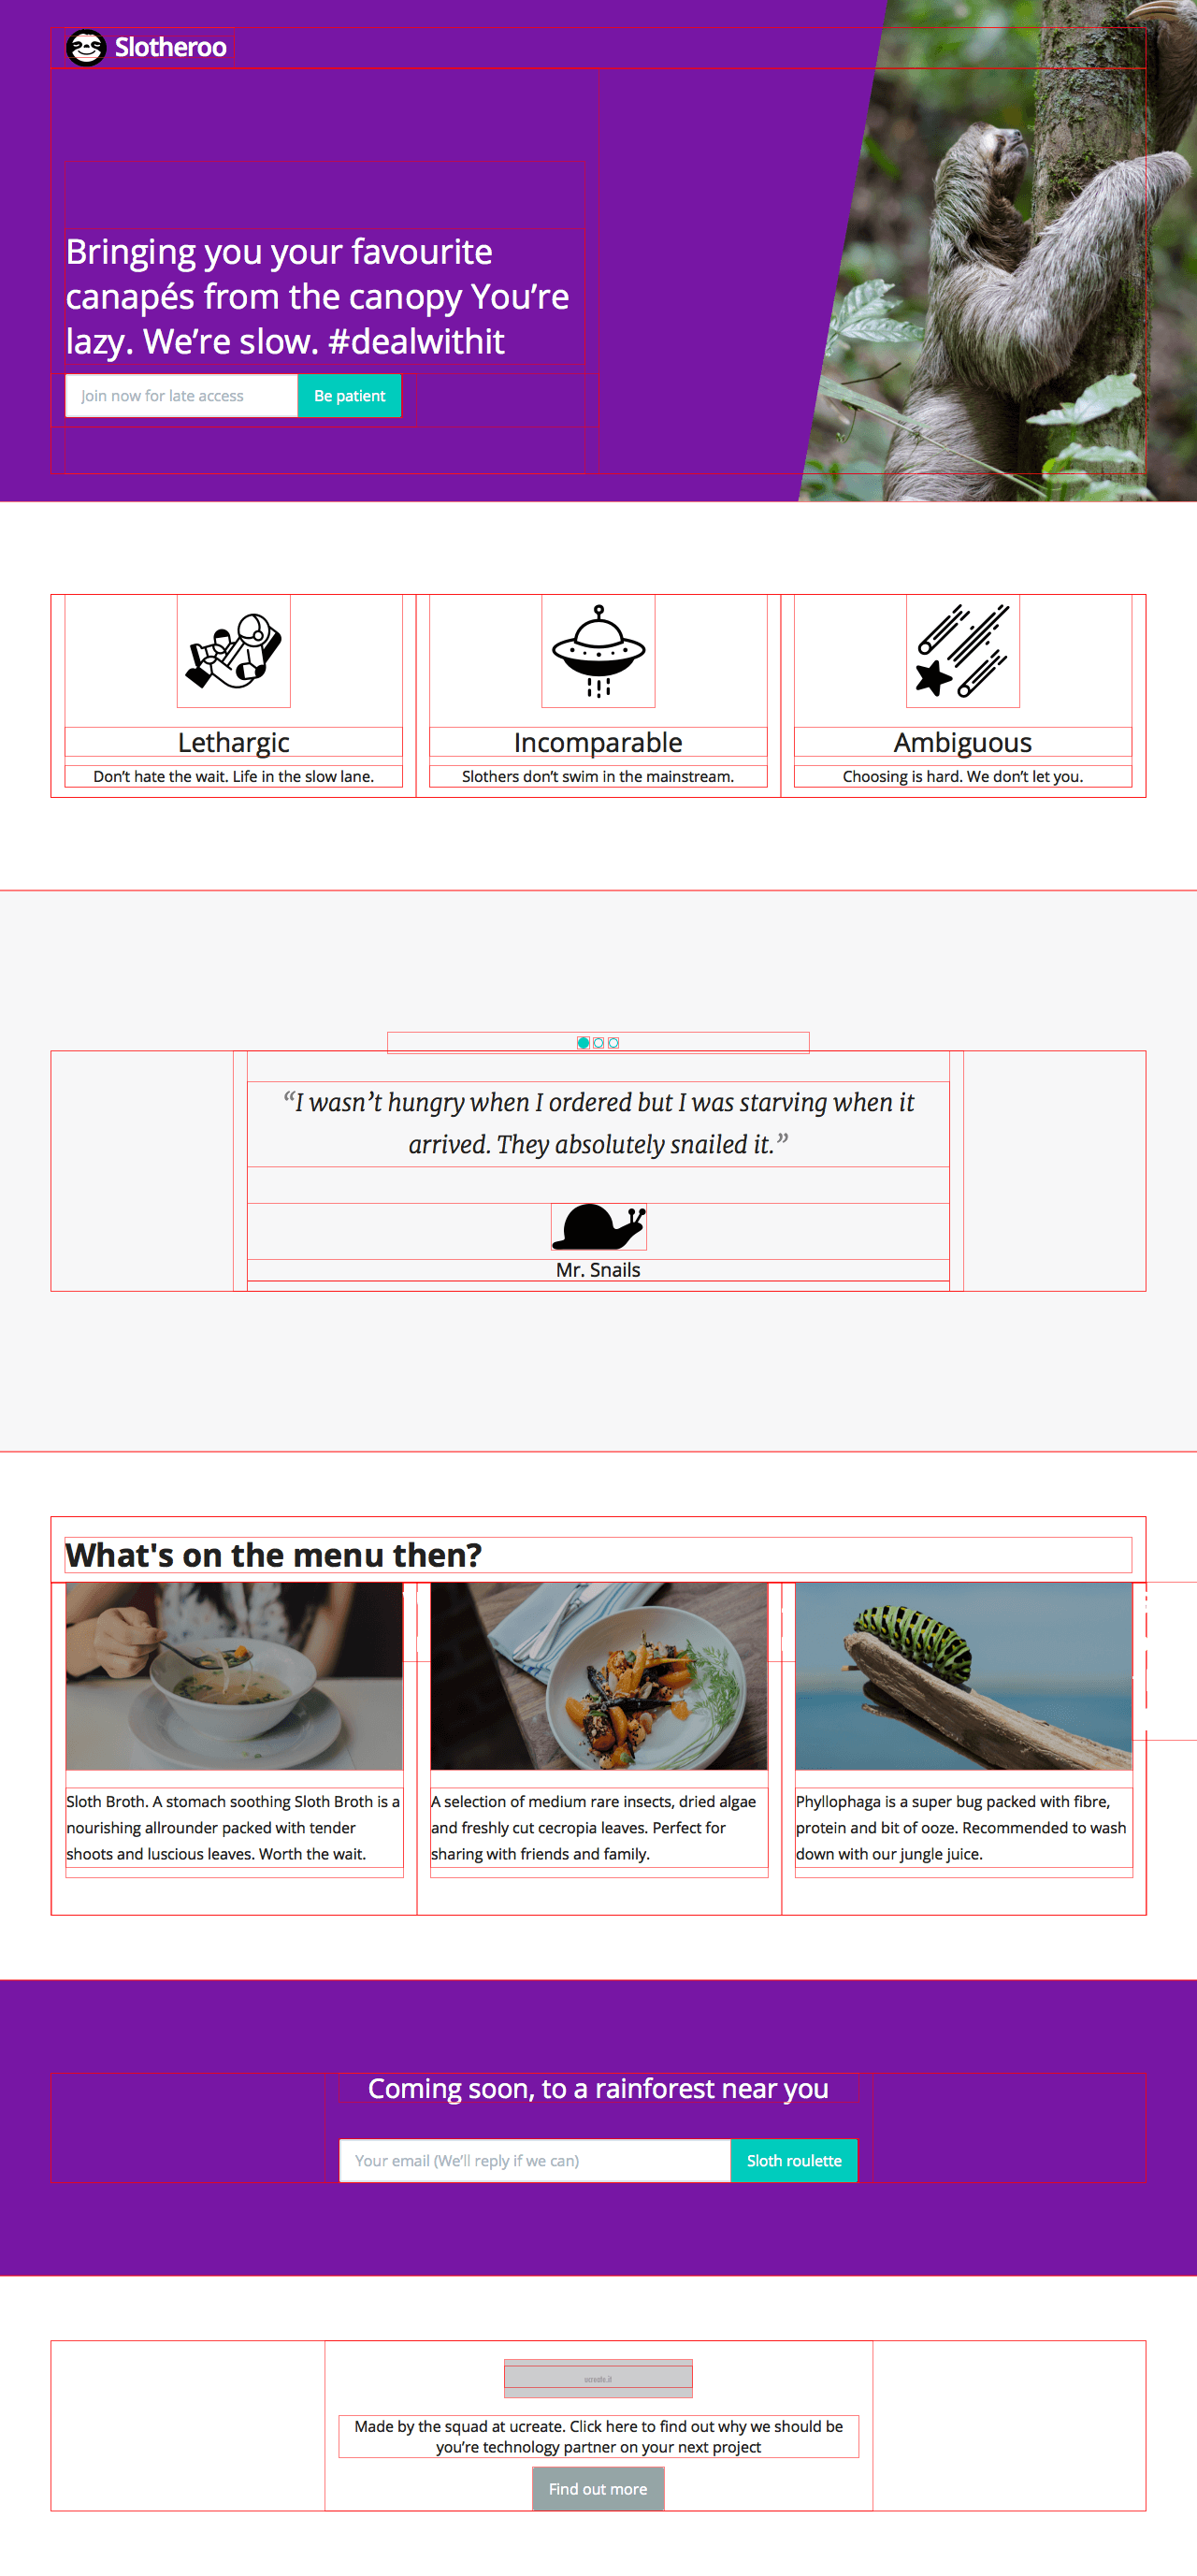 Slotheroo
Bringing you your favourite
canapés from the canopy You’re
lazy. We’re slow. #dealwithit
Join now for late access
Be patient
Lethargic
Don’t hate the wait. Life in the slow lane.
Incomparable
Slothers don’t swim in the mainstream.
Ambiguous
Choosing is hard. We don’t let you.
“I wasn’t hungry when I ordered but I was starving when it
arrived. They absolutely snailed it.”
Mr. Snails
What's on the menu then?
Sloth Broth. A stomach soothing Sloth Broth is a
nourishing allrounder packed with tender
shoots and luscious leaves. Worth the wait.
A selection of medium rare insects, dried algae
and freshly cut cecropia leaves. Perfect for
sharing with friends and family.
Phyllophaga is a super bug packed with fibre,
protein and bit of ooze. Recommended to wash
down with our jungle juice.
Coming soon, to a rainforest near you
Your email (We’ll reply if we can)
Sloth roulette
Made by the squad at ucreate. Click here to find out why we should be
you’re technology partner on your next project
Find out more